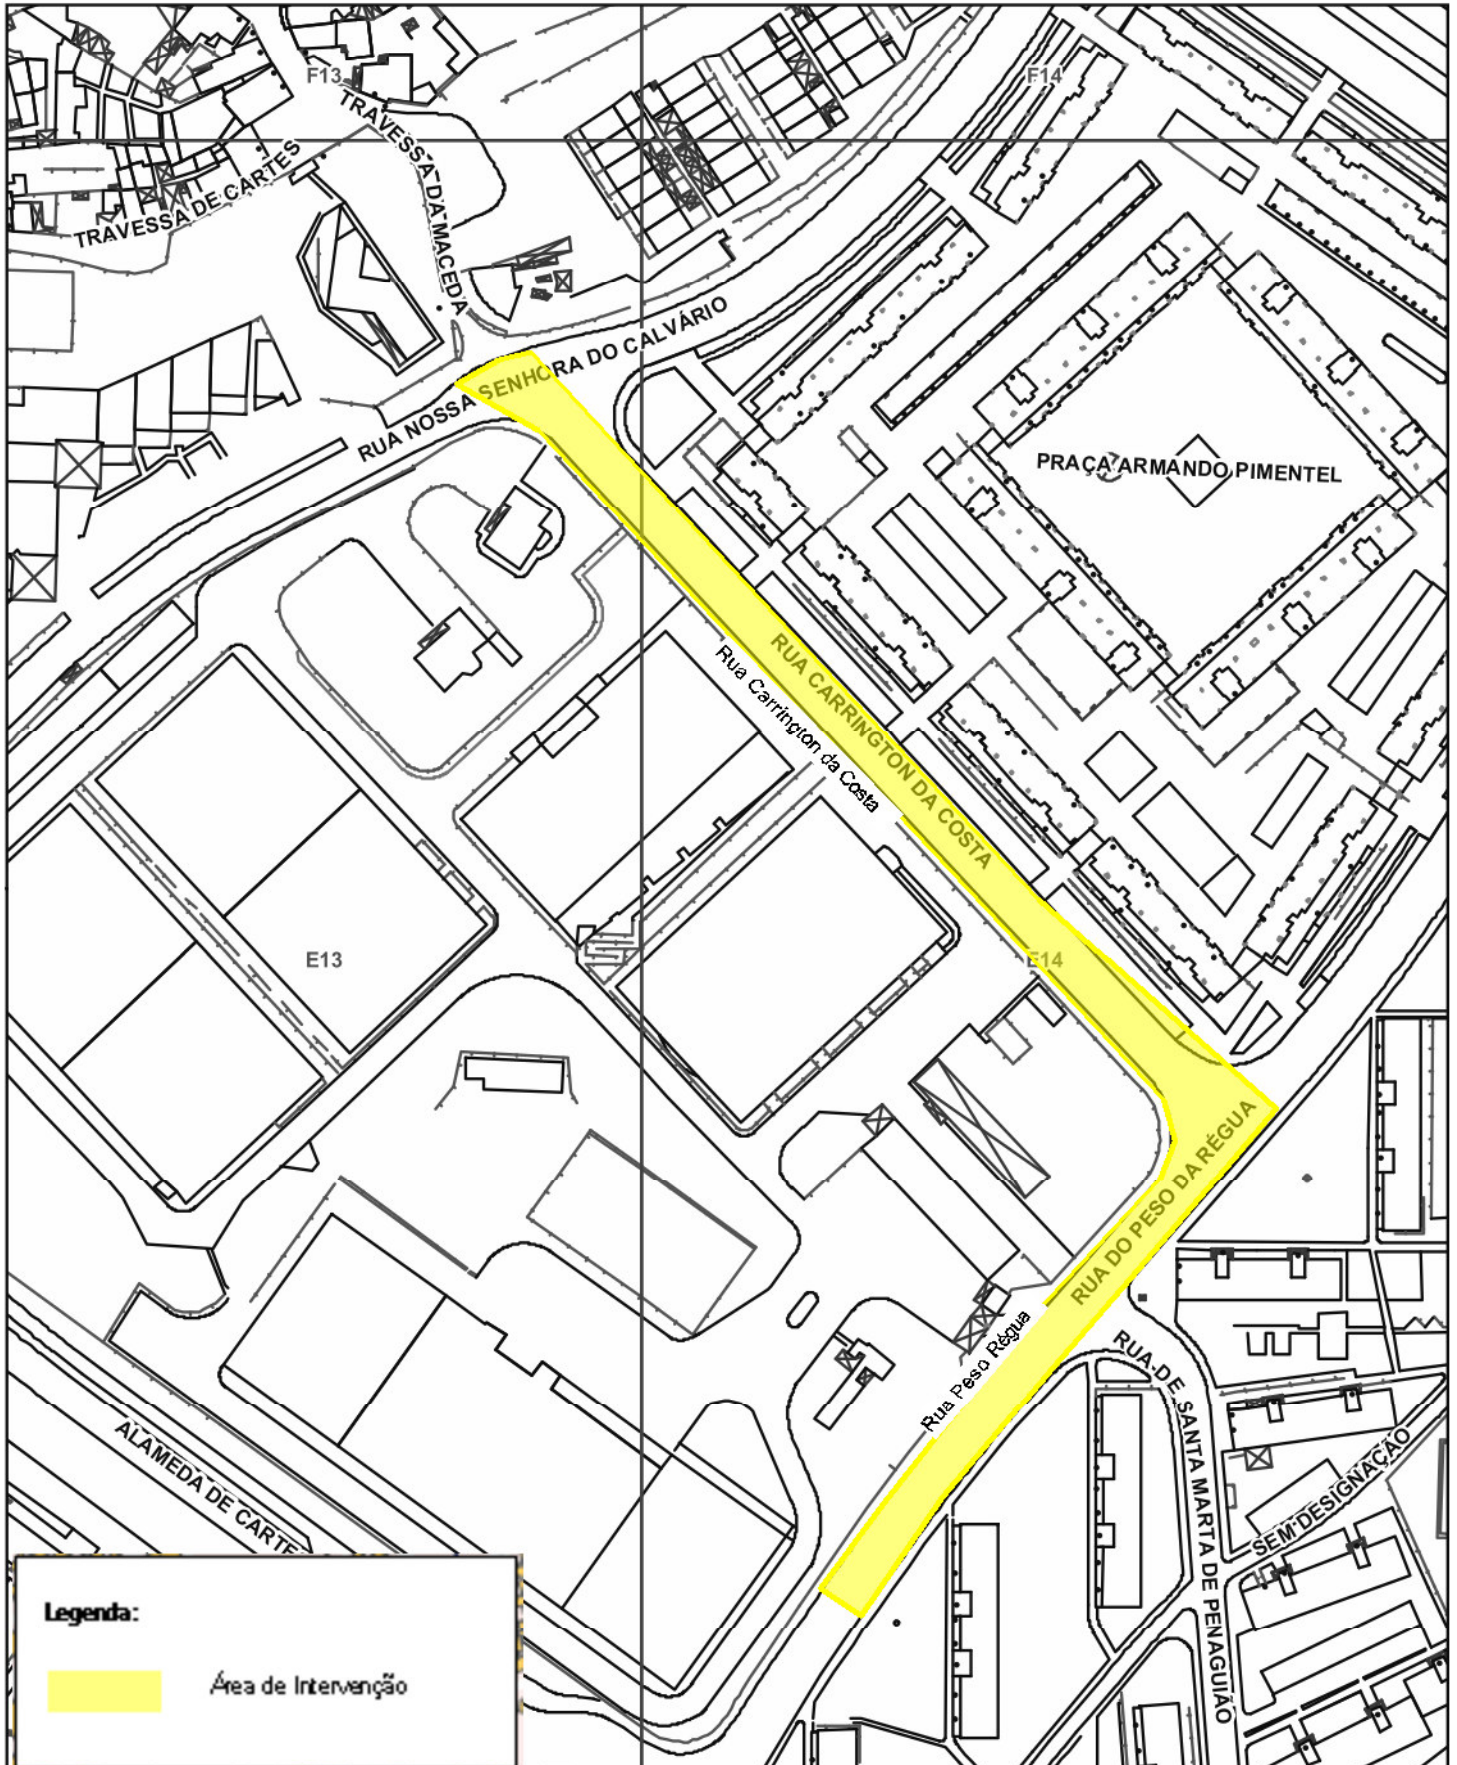 F13
F14
TRAVESSA DA MACEDA
TRAVESSA DE CARTES
RUA NOSSA SENHORA DO CALVÁRIO
PRAÇA ARMANDO PIMENTEL
RUA CARRINGTON DA COSTA
Rua Carrington da Costa
E13
E14
RUA DO PESO DA RÉGUA
Rua Peso Régua
RUA DE SANTA MARTA DE PENAGUIÃO
SEM DESIGNAÇÃO
ALAMEDA DE CARTE
Legenda:
Área de Intervenção